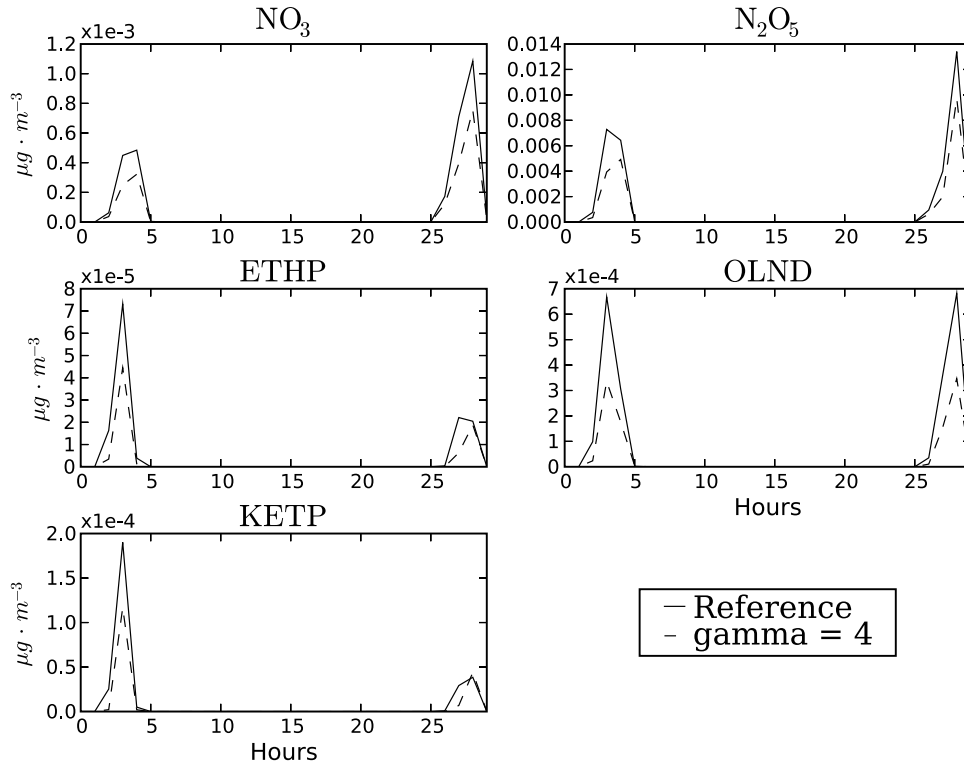 NO₃
x1e-3
1.2
1.0
0.8
0.6
0.4
0.2
0.0
μg · m⁻³
0 5 10 15 20 25
N₂O₅
0.014
0.012
0.010
0.008
0.006
0.004
0.002
0.000
0 5 10 15 20 25
ETHP
x1e-5
8
7
6
5
4
3
2
1
0
μg · m⁻³
0 5 10 15 20 25
OLND
x1e-4
7
6
5
4
3
2
1
0
0 5 10 15 20 25
Hours
KETP
x1e-4
2.0
1.5
1.0
0.5
0.0
μg · m⁻³
0 5 10 15 20 25
Hours
Reference
gamma = 4